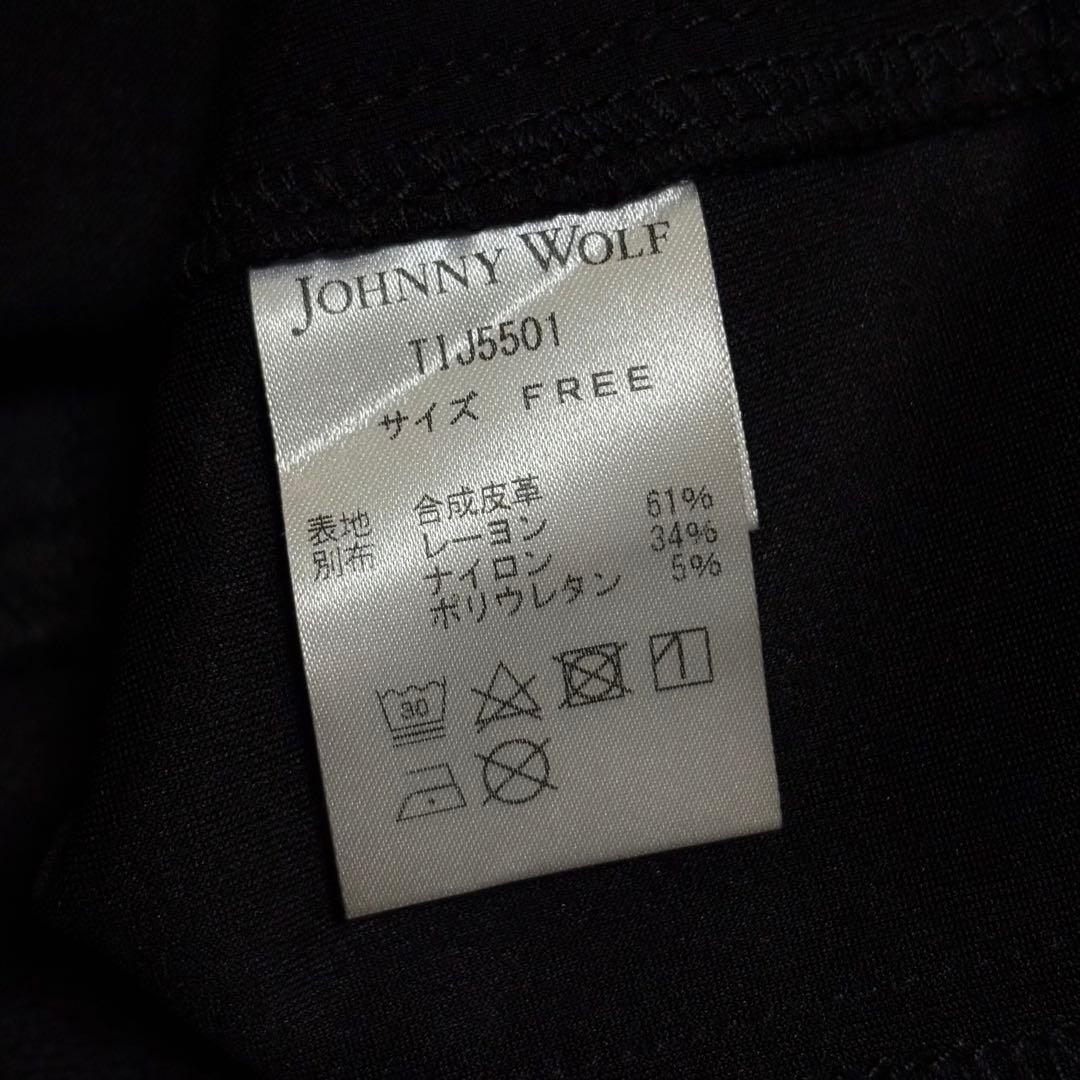 JOHNNY WOLF
TIJ5501
サイズ FREE
表地 合成皮革
別布 レーヨン 61%
ナイロン 34%
ポリウレタン 5%
30